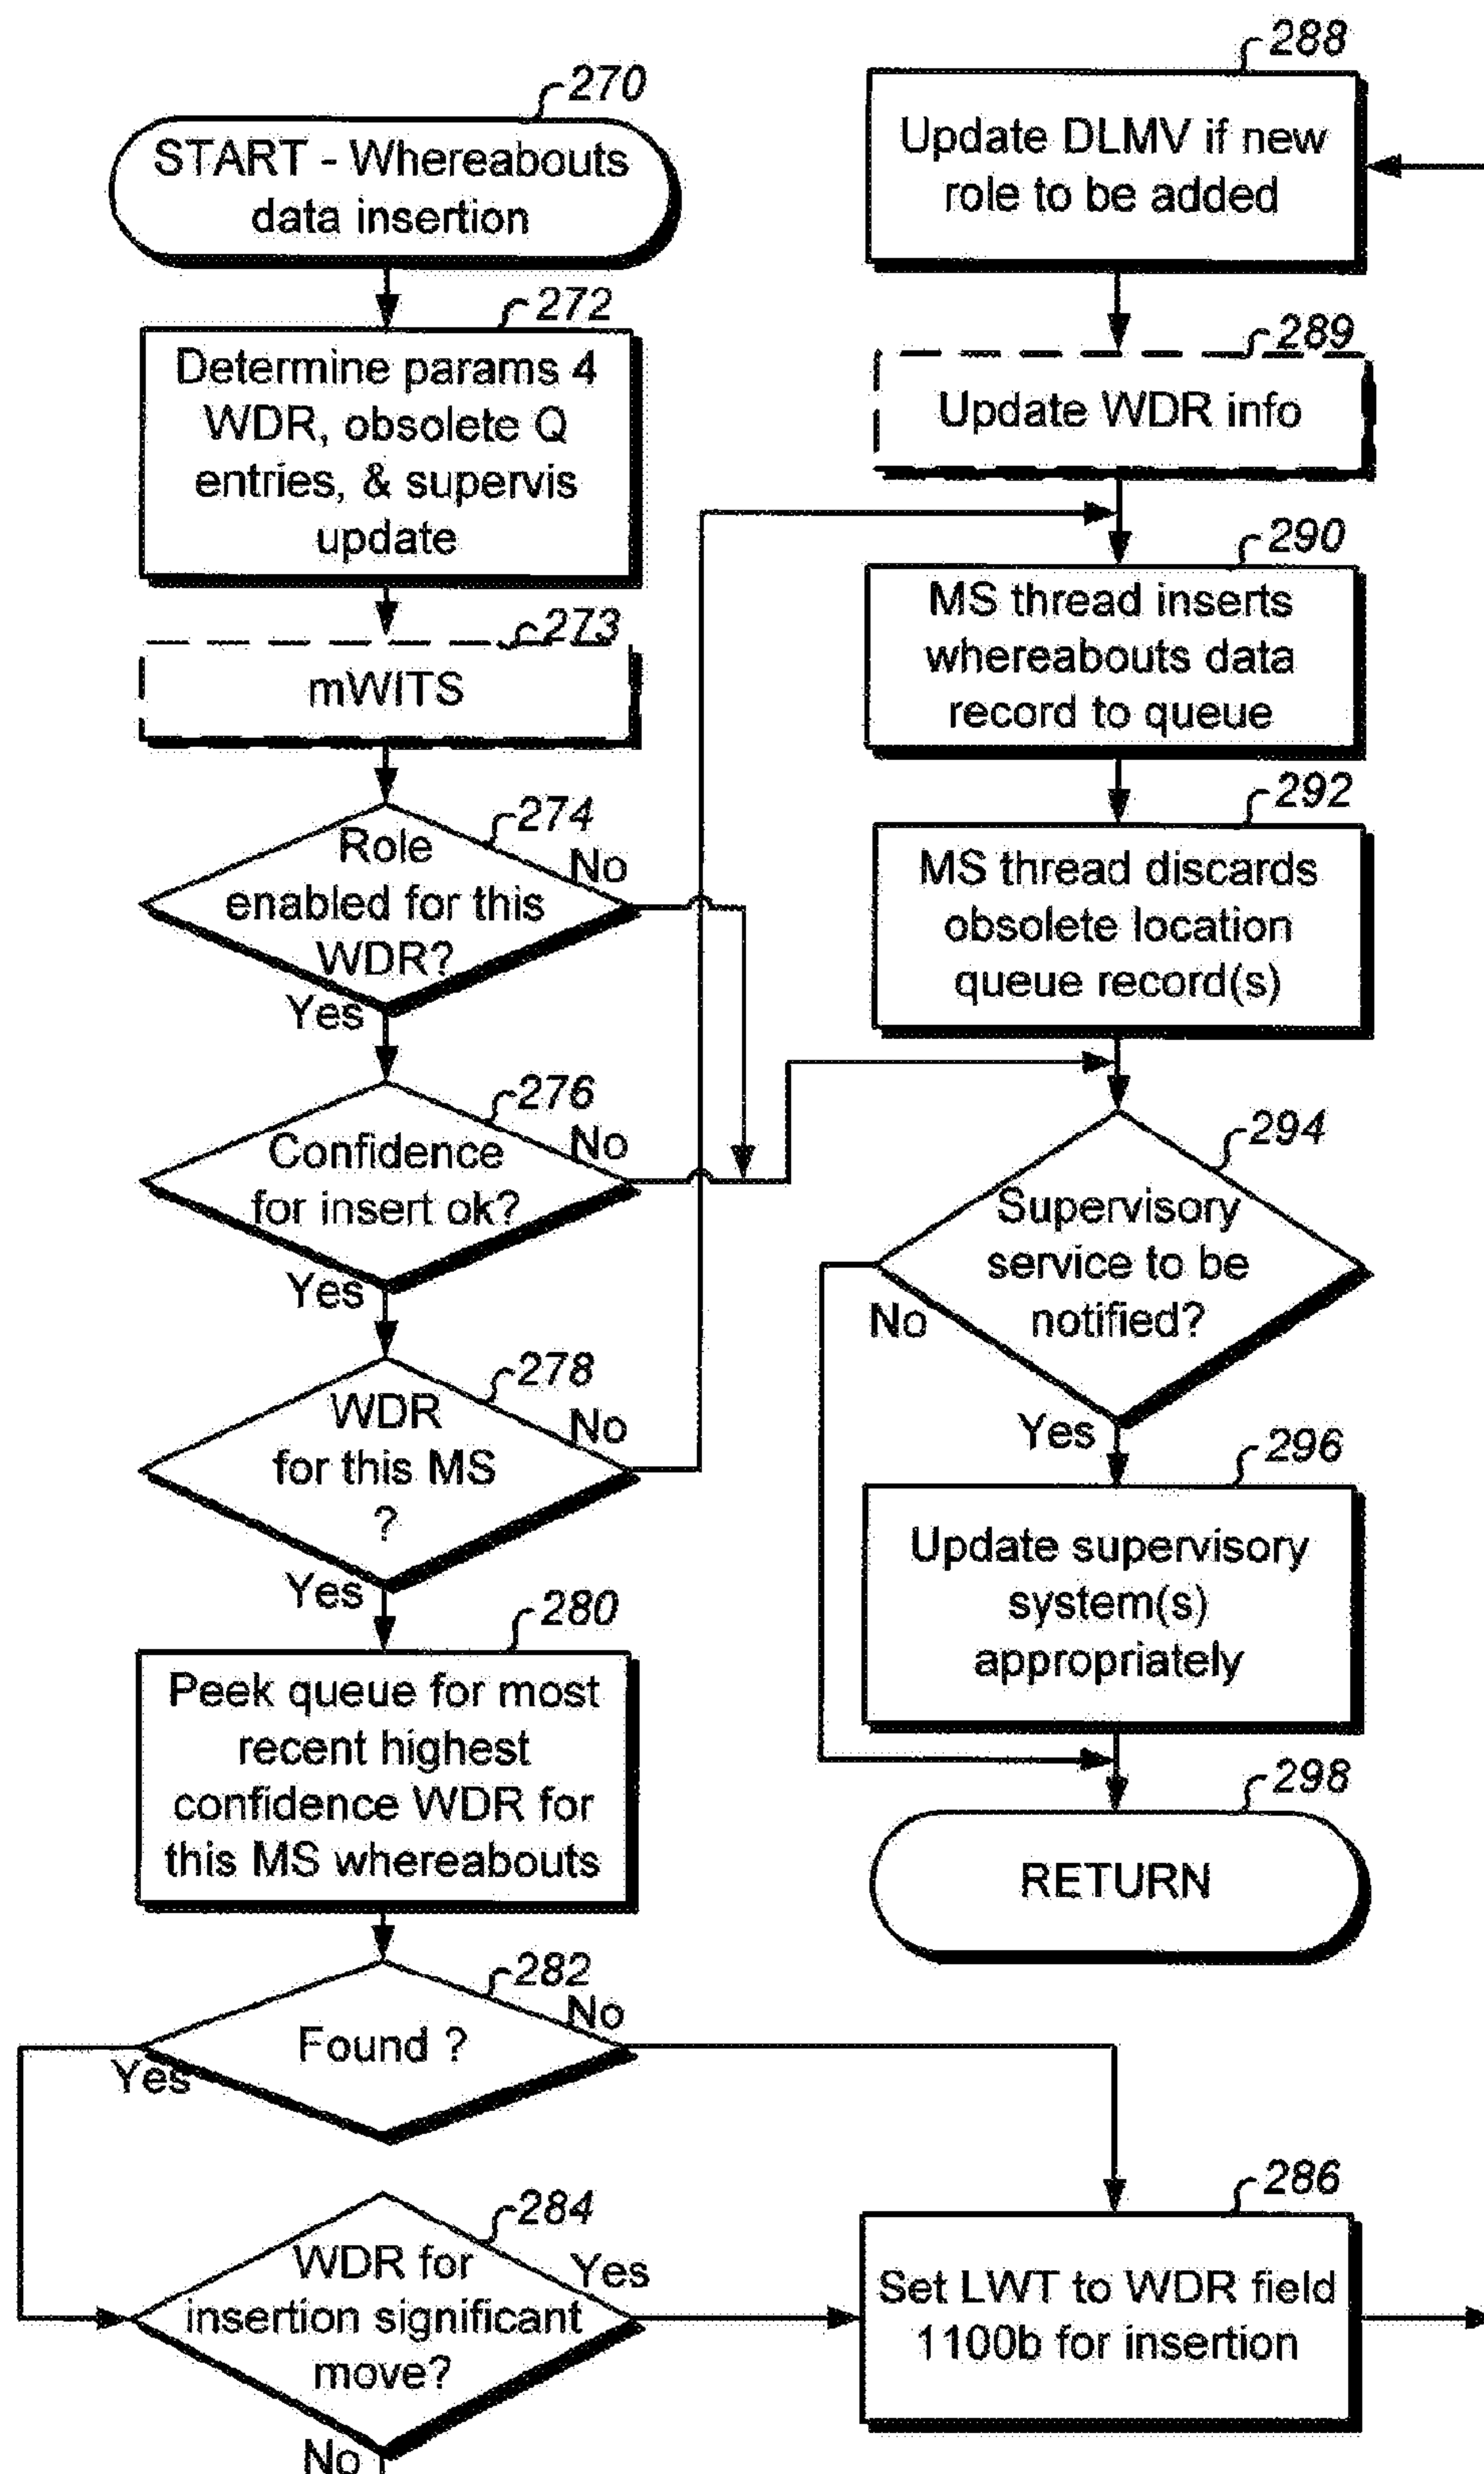 270
START - Whereabouts
data insertion
272
Determine params 4
WDR, obsolete Q
entries, & supervis
update
273
mWITS
274
Role
enabled for this
WDR?
No
Yes
276
Confidence
for insert ok?
No
Yes
278
WDR
for this MS
?
No
Yes
280
Peek queue for most
recent highest
confidence WDR for
this MS whereabouts
282
Found ?
No
Yes
284
WDR for
insertion significant
move?
Yes
No
286
Set LWT to WDR field
1100b for insertion
288
Update DLMV if new
role to be added
289
Update WDR info
290
MS thread inserts
whereabouts data
record to queue
292
MS thread discards
obsolete location
queue record(s)
294
Supervisory
service to be
notified?
No
Yes
296
Update supervisory
system(s)
appropriately
298
RETURN